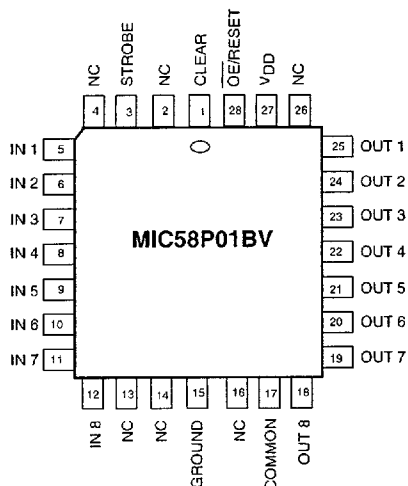 NC STROBE NC CLEAR OE/RESET VDD NC
4 3 2 1 28 27 26
IN 1 5 25 OUT 1
IN 2 6 24 OUT 2
IN 3 7 23 OUT 3
IN 4 8 22 OUT 4
MIC58P01BV
IN 5 9 21 OUT 5
IN 6 10 20 OUT 6
IN 7 11 19 OUT 7
12 13 14 15 16 17 18
IN 8 NC NC GROUND NC COMMON OUT 8